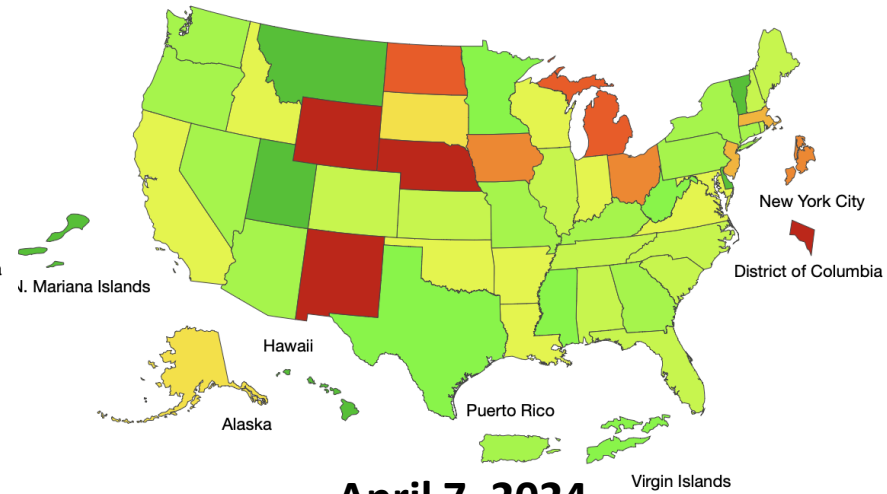 New York City
District of Columbia
N. Mariana Islands
Hawaii
Alaska
Puerto Rico
Virgin Islands
April 7, 2024